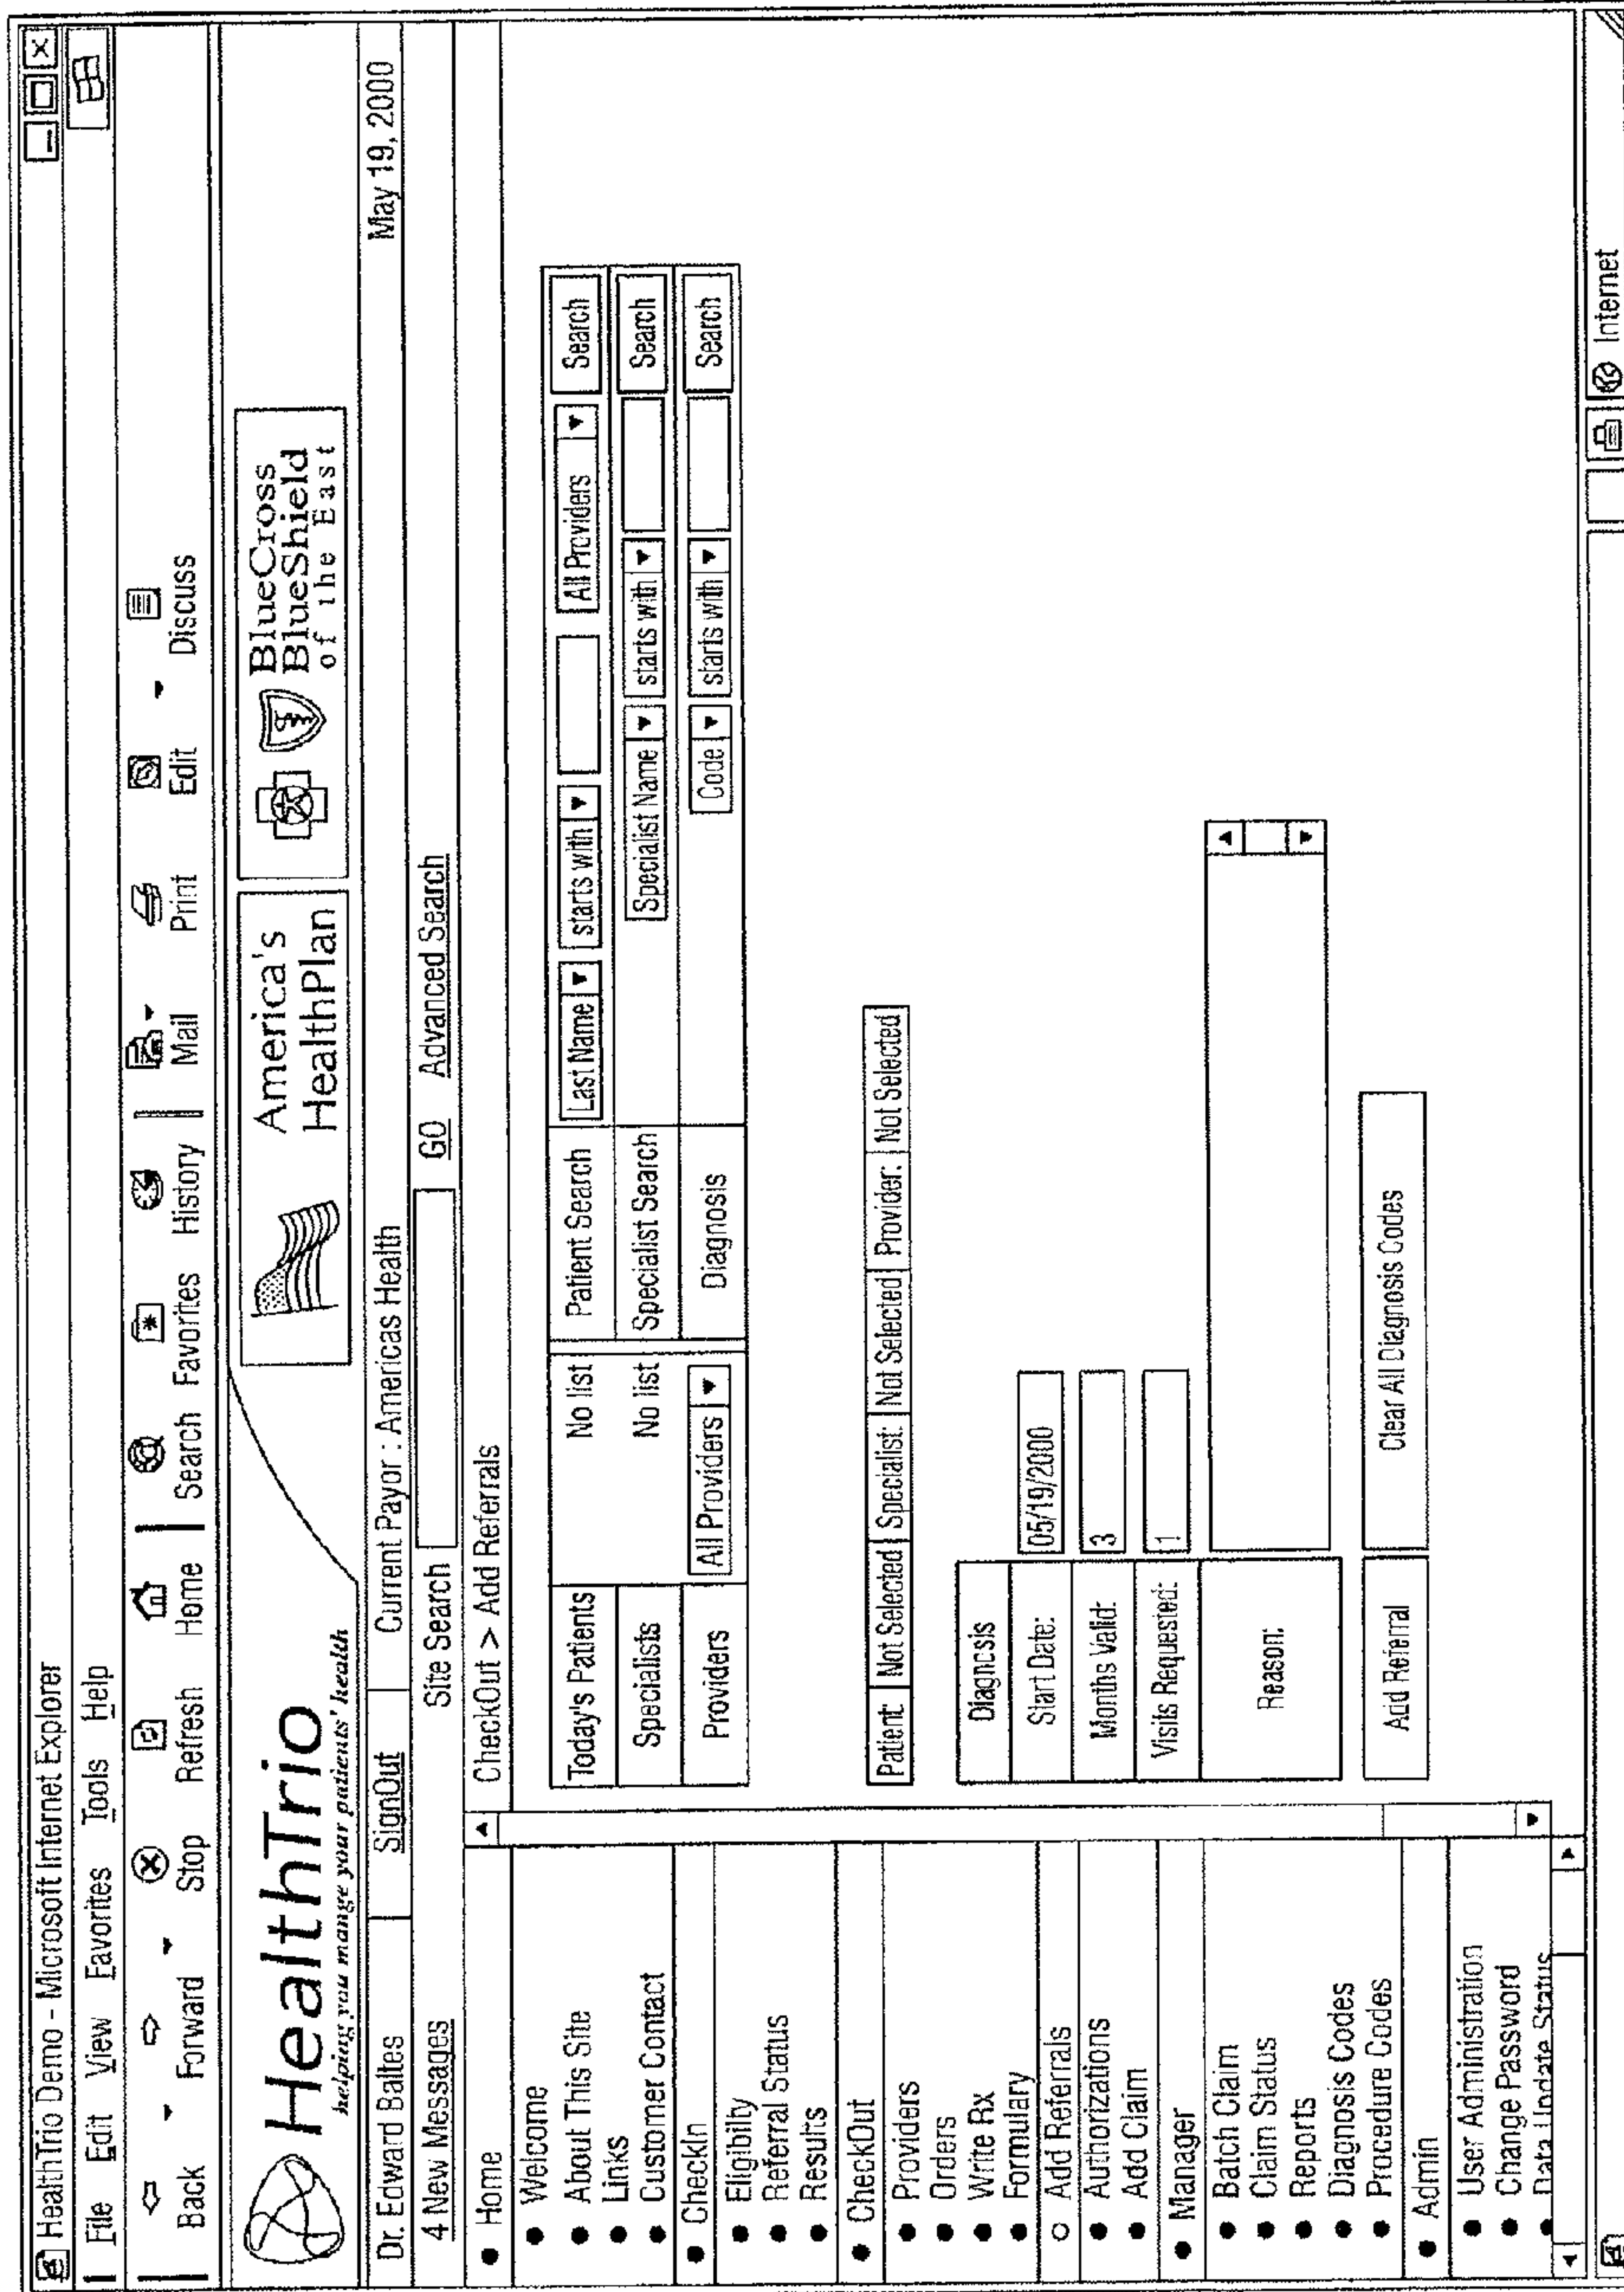 HealthTrio Demo - Microsoft Internet Explorer
File Edit View Favorites Tools Help
Back Forward Stop Refresh Home Search Favorites History Mail Print Edit Discuss
HealthTrio
helping you mange your patients' health
America's
HealthPlan
BlueCross
BlueShield
of the East
Dr. Edward Baltes SignOut Current Payor : Americas Health May 19, 2000
4 New Messages Site Search GO Advanced Search
CheckOut > Add Referrals
Home
Welcome
About This Site
Links
Customer Contact
CheckIn
Eligibilty
Referral Status
Results
CheckOut
Providers
Orders
Write Rx
Formulary
Add Referrals
Authorizations
Add Claim
Manager
Batch Claim
Claim Status
Reports
Diagnosis Codes
Procedure Codes
Admin
User Administration
Change Password
Data Update Status
Today's Patients No list Patient Search Last Name starts with All Providers Search
Specialists No list Specialist Search Specialist Name starts with Search
Providers All Providers Diagnosis Code starts with Search
Patient: Not Selected Specialist: Not Selected Provider: Not Selected
Diagnosis
Start Date: 05/19/2000
Months Valid: 3
Visits Requested: 1
Reason:
Add Referral Clear All Diagnosis Codes
Internet